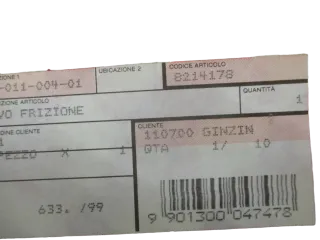 ZIONE 1 UBICAZIONE 2 CODICE ARTICOLO
-011-004-01 8214178
ZIONE ARTICOLO QUANTITÀ
VO FRIZIONE 1
ONE CLIENTE CLIENTE
1 110700 GINZIN
PEZZO X 1 QTA 1/ 10
633. /99
9 901300 047478